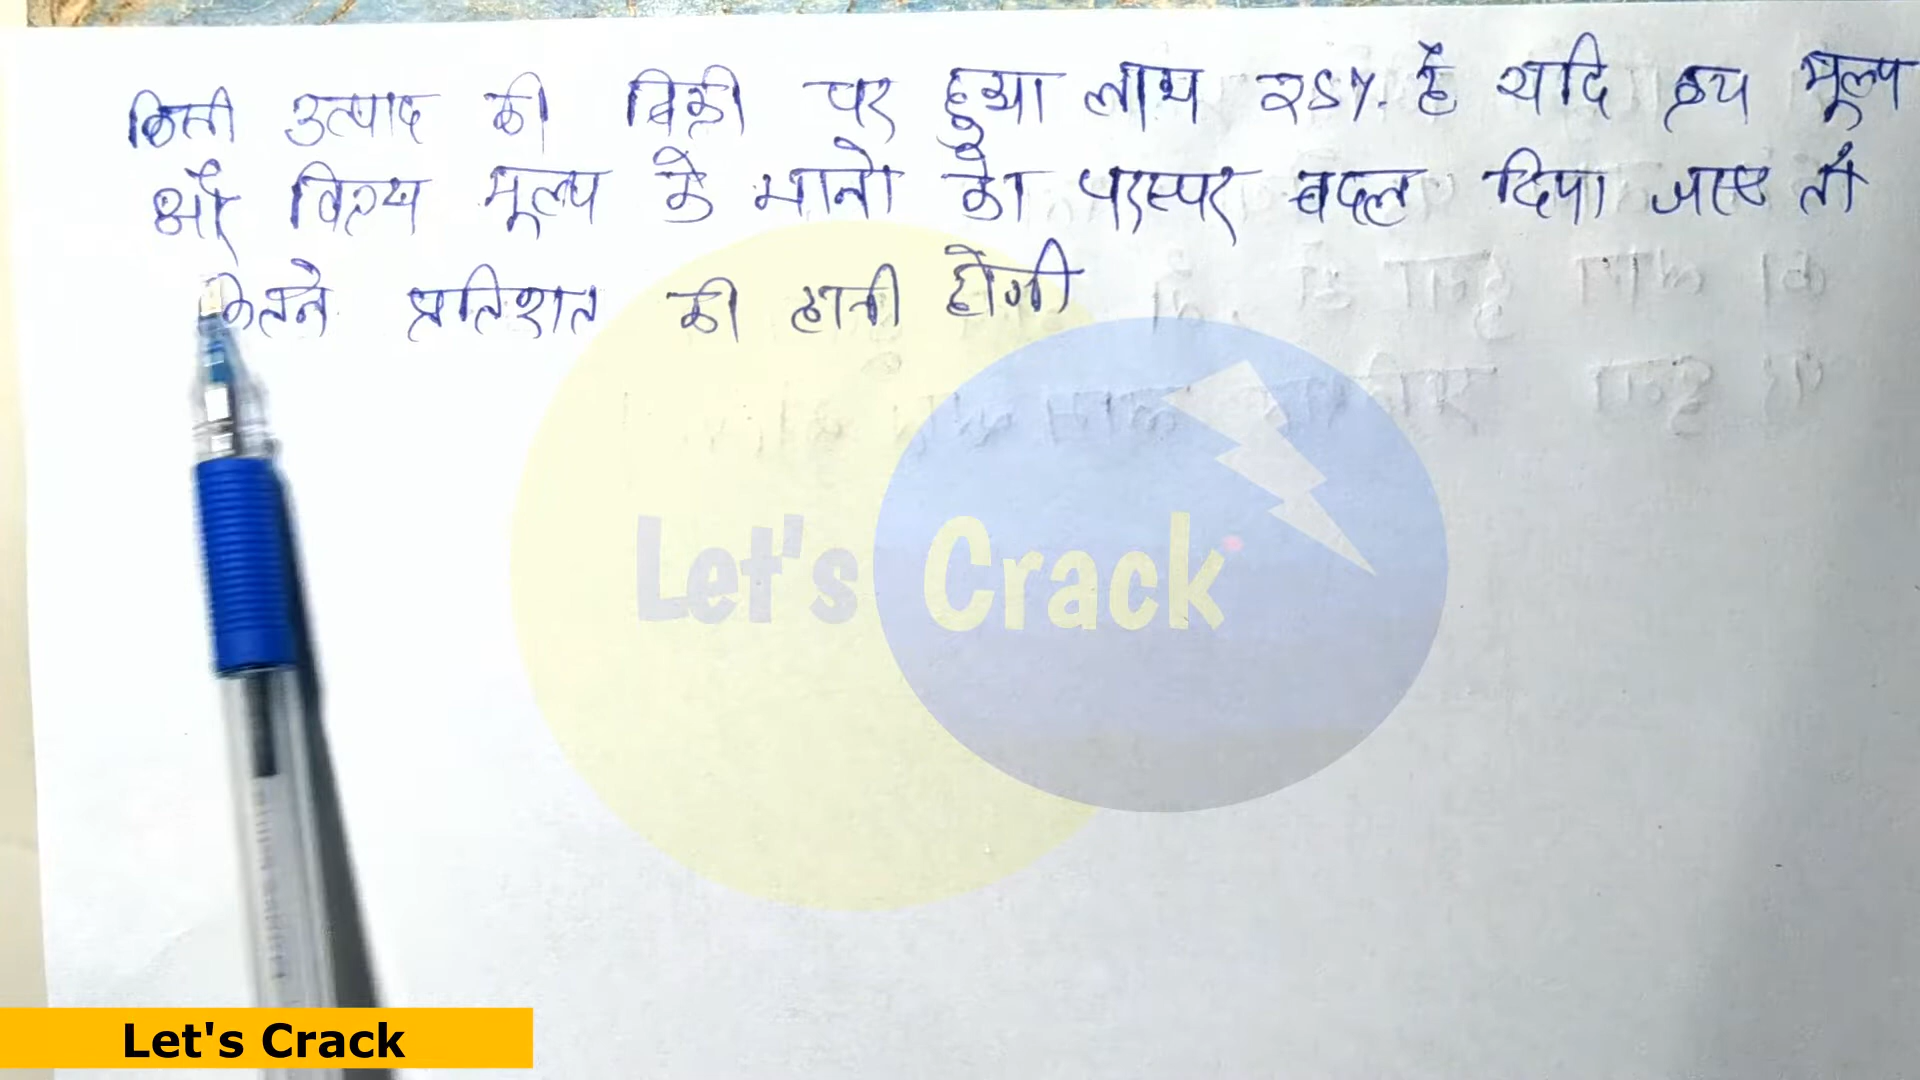 किसी उत्पाद की बिक्री पर हुआ लाभ 25%. है यदि क्रय मूल्य
और विक्रय मूल्य के मानो को परस्पर बदल दिया जाए तो
कितने प्रतिशत की हानी होगी
Let's Crack
Let's Crack